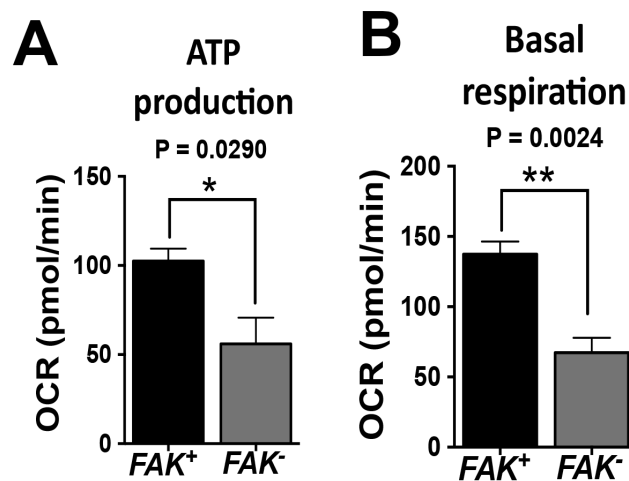 A
ATP
production
P = 0.0290
*
OCR (pmol/min)
150
100
50
0
FAK+
FAK-
B
Basal
respiration
P = 0.0024
**
OCR (pmol/min)
200
150
100
50
0
FAK+
FAK-